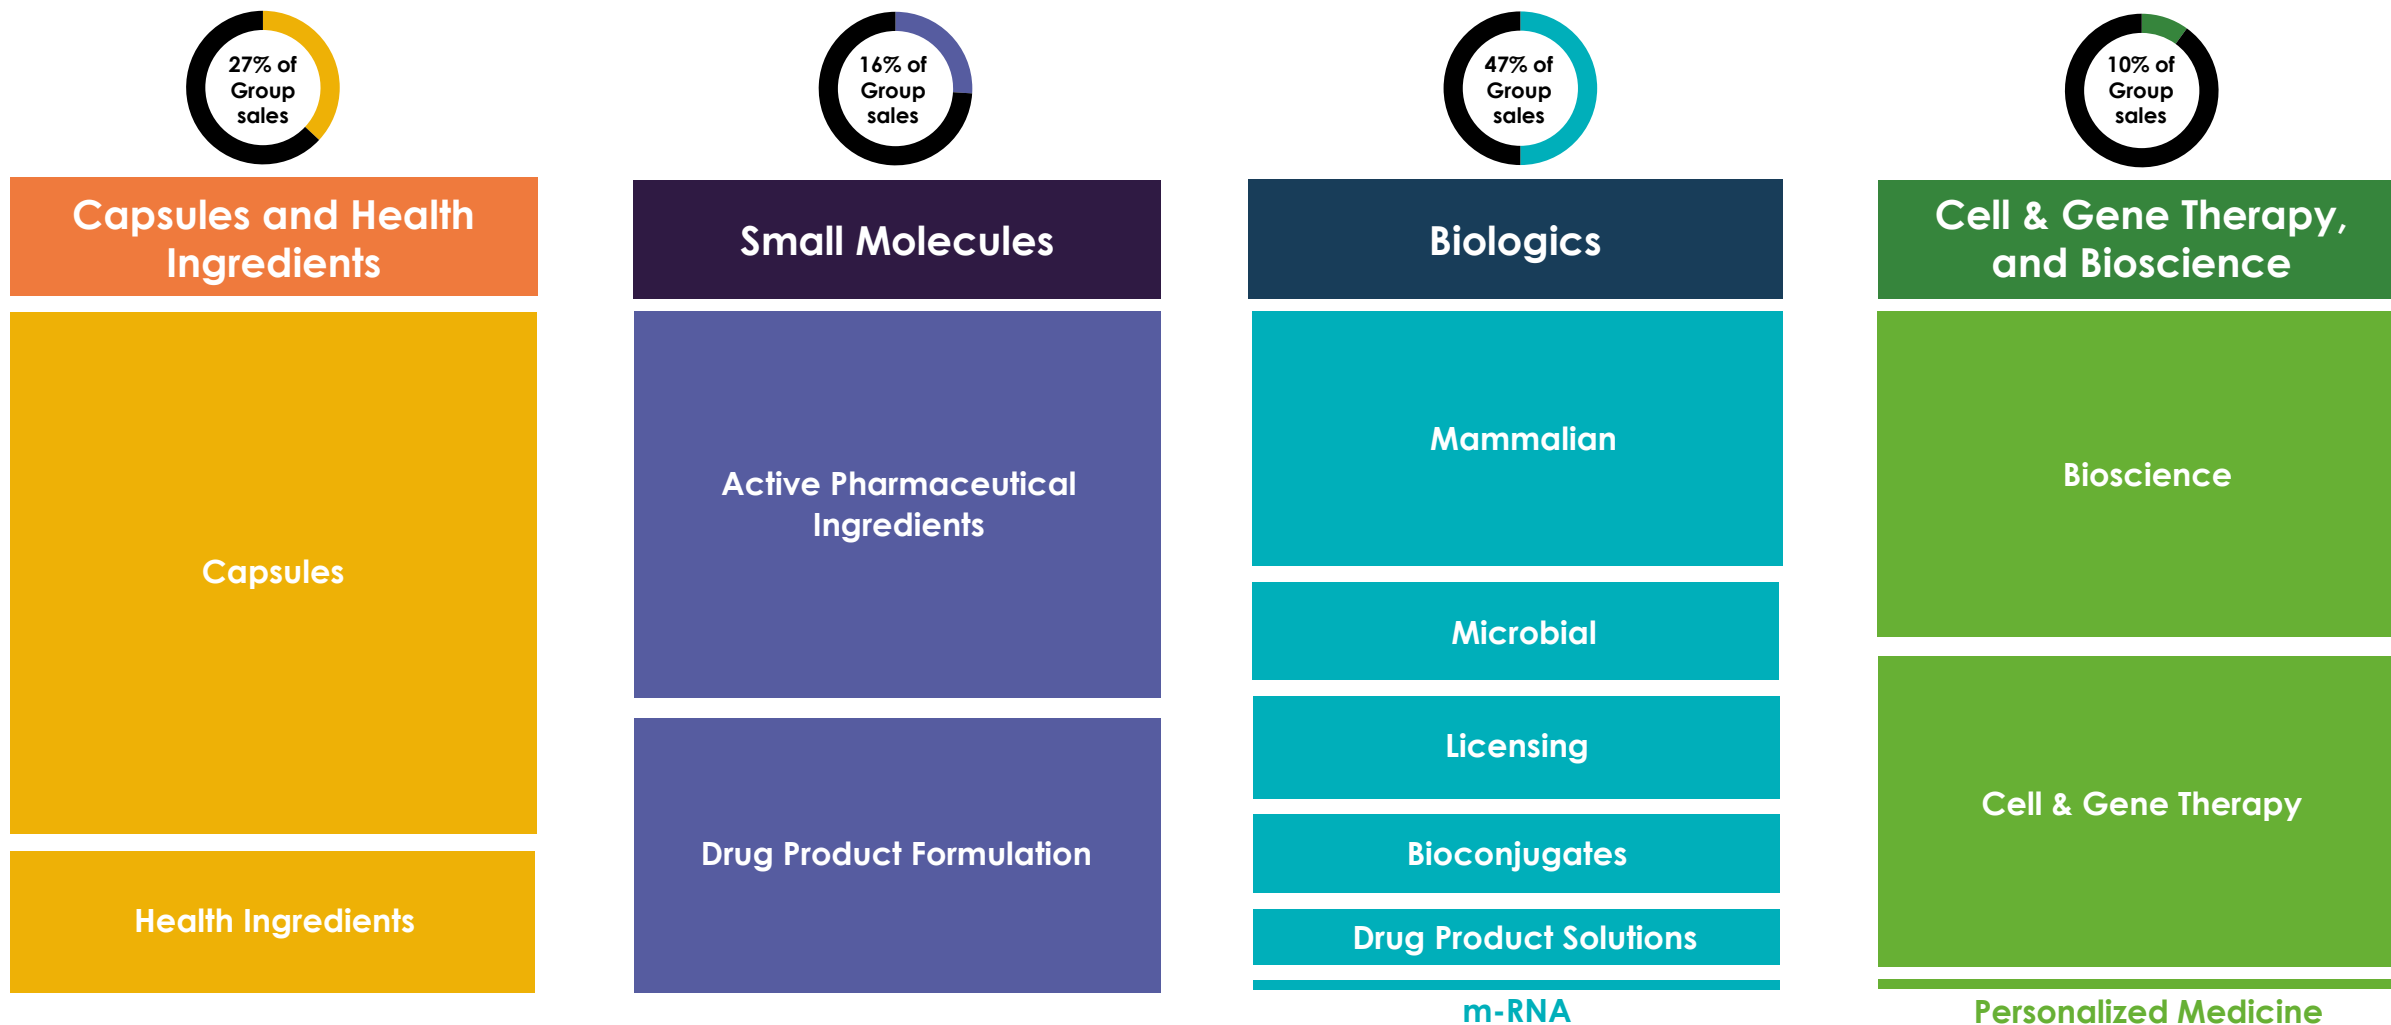 27% of
Group
sales
16% of
Group
sales
47% of
Group
sales
10% of
Group
sales
Capsules and Health
Ingredients
Small Molecules
Biologics
Cell & Gene Therapy,
and Bioscience
Capsules
Health Ingredients
Active Pharmaceutical
Ingredients
Drug Product Formulation
Mammalian
Microbial
Licensing
Bioconjugates
Drug Product Solutions
m-RNA
Bioscience
Cell & Gene Therapy
Personalized Medicine